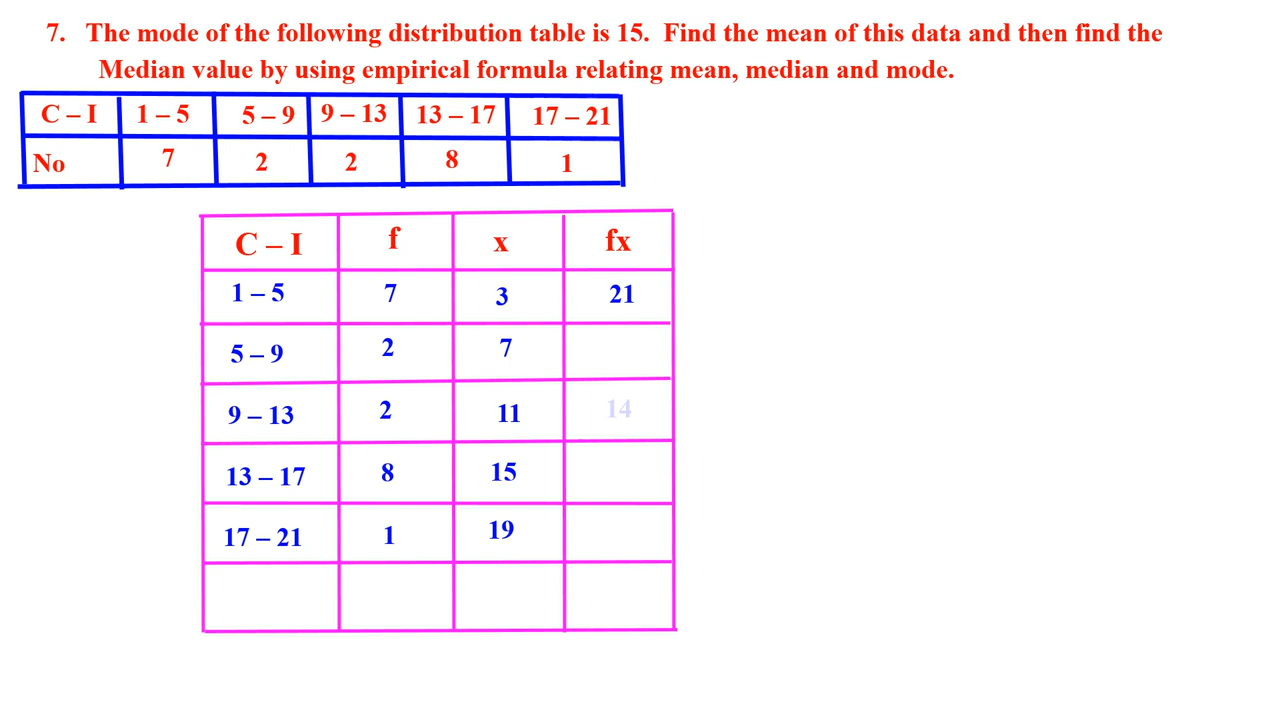 7. The mode of the following distribution table is 15. Find the mean of this data and then find the
Median value by using empirical formula relating mean, median and mode.
C – I 1 – 5 5 – 9 9 – 13 13 – 17 17 – 21
No 7 2 2 8 1
C – I f x fx
1 – 5 7 3 21
5 – 9 2 7
9 – 13 2 11 14
13 – 17 8 15
17 – 21 1 19